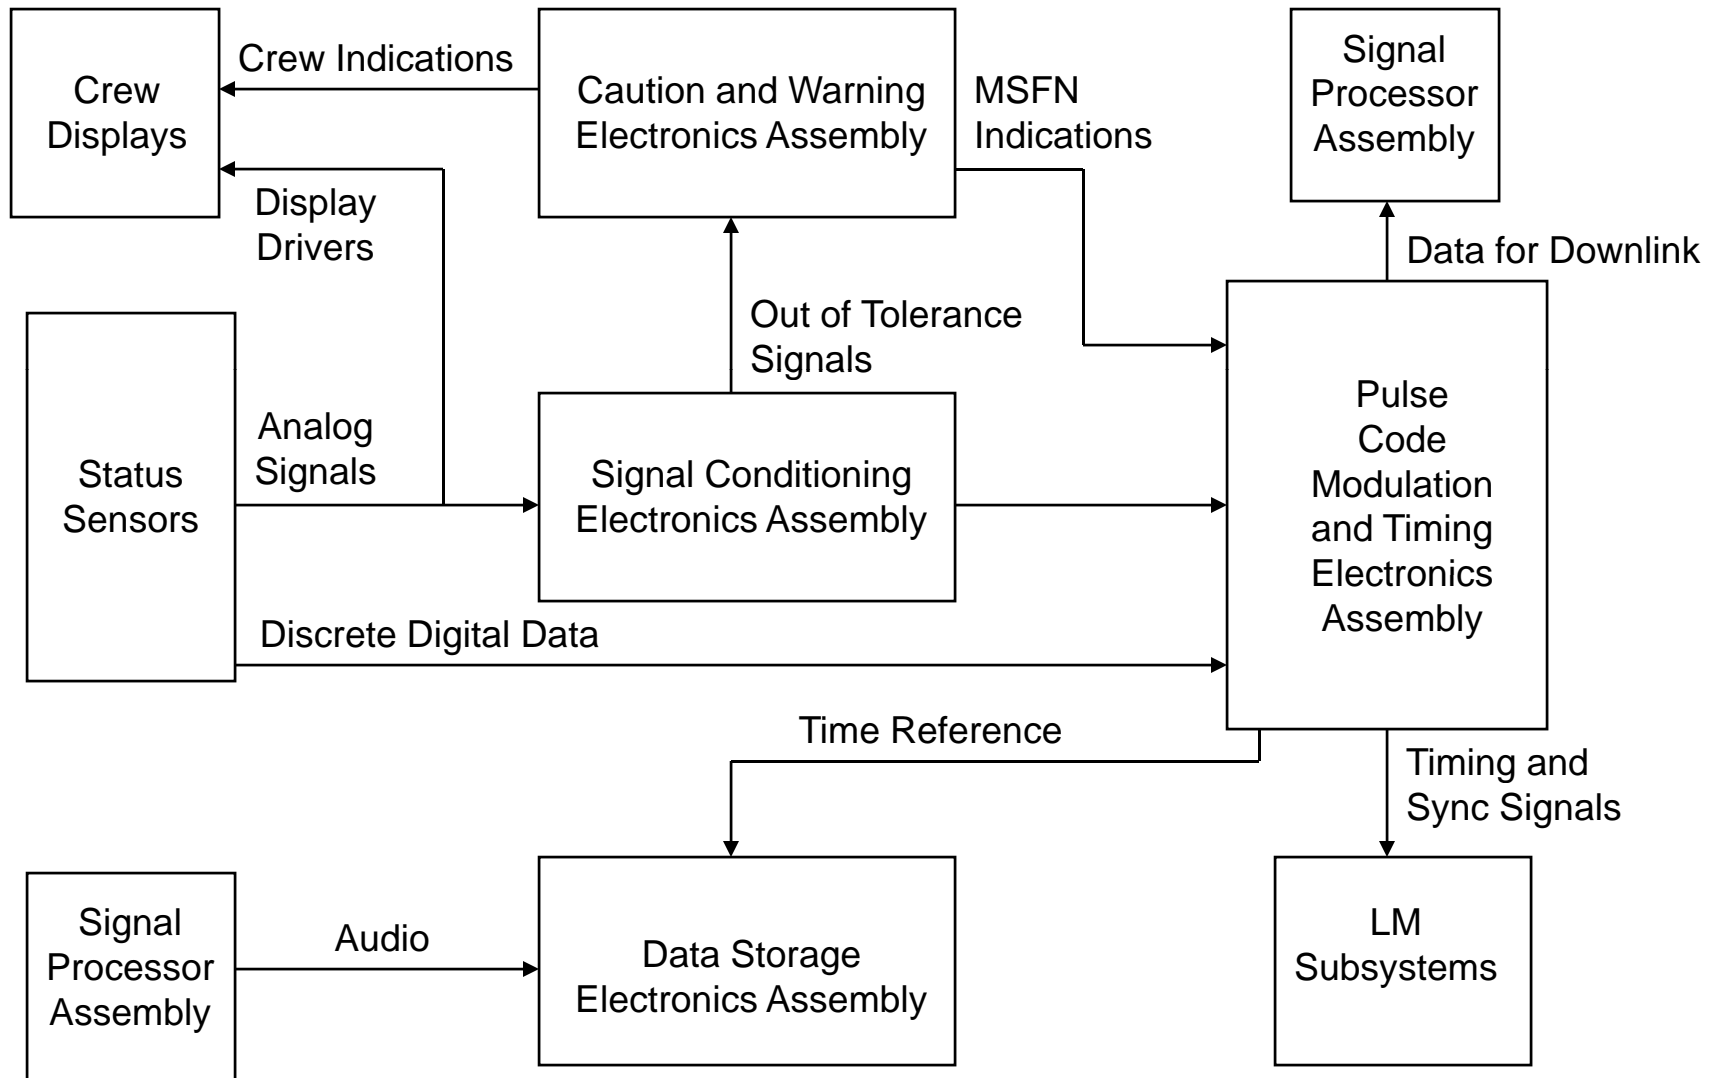 Crew
Displays
Crew Indications
Caution and Warning
Electronics Assembly
MSFN
Indications
Signal
Processor
Assembly
Display
Drivers
Data for Downlink
Out of Tolerance
Signals
Status
Sensors
Analog
Signals
Signal Conditioning
Electronics Assembly
Pulse
Code
Modulation
and Timing
Electronics
Assembly
Discrete Digital Data
Time Reference
Timing and
Sync Signals
Signal
Processor
Assembly
Audio
Data Storage
Electronics Assembly
LM
Subsystems